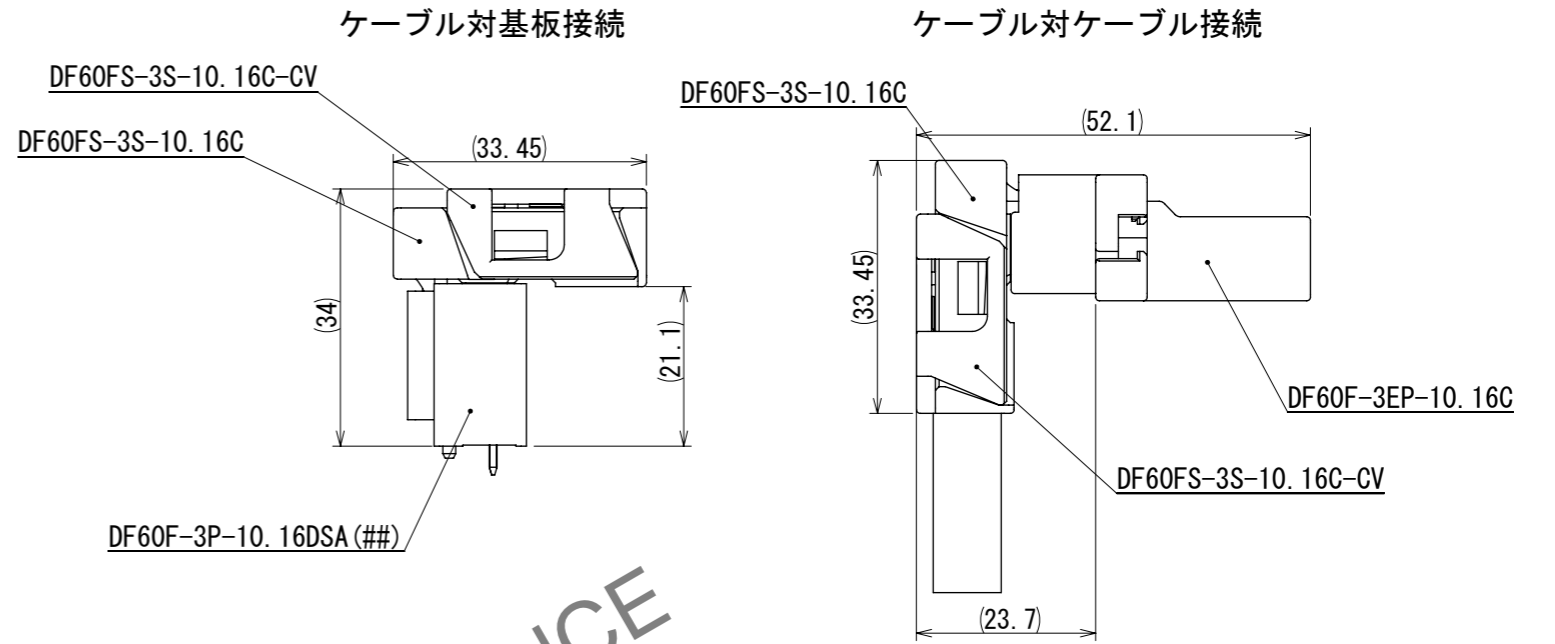 ケーブル対基板接続
DF60FS-3S-10.16C-CV
DF60FS-3S-10.16C
(33.45)
(34)
(21.1)
DF60F-3P-10.16DSA(##)
ケーブル対ケーブル接続
DF60FS-3S-10.16C
(52.1)
(33.45)
DF60F-3EP-10.16C
DF60FS-3S-10.16C-CV
(23.7)